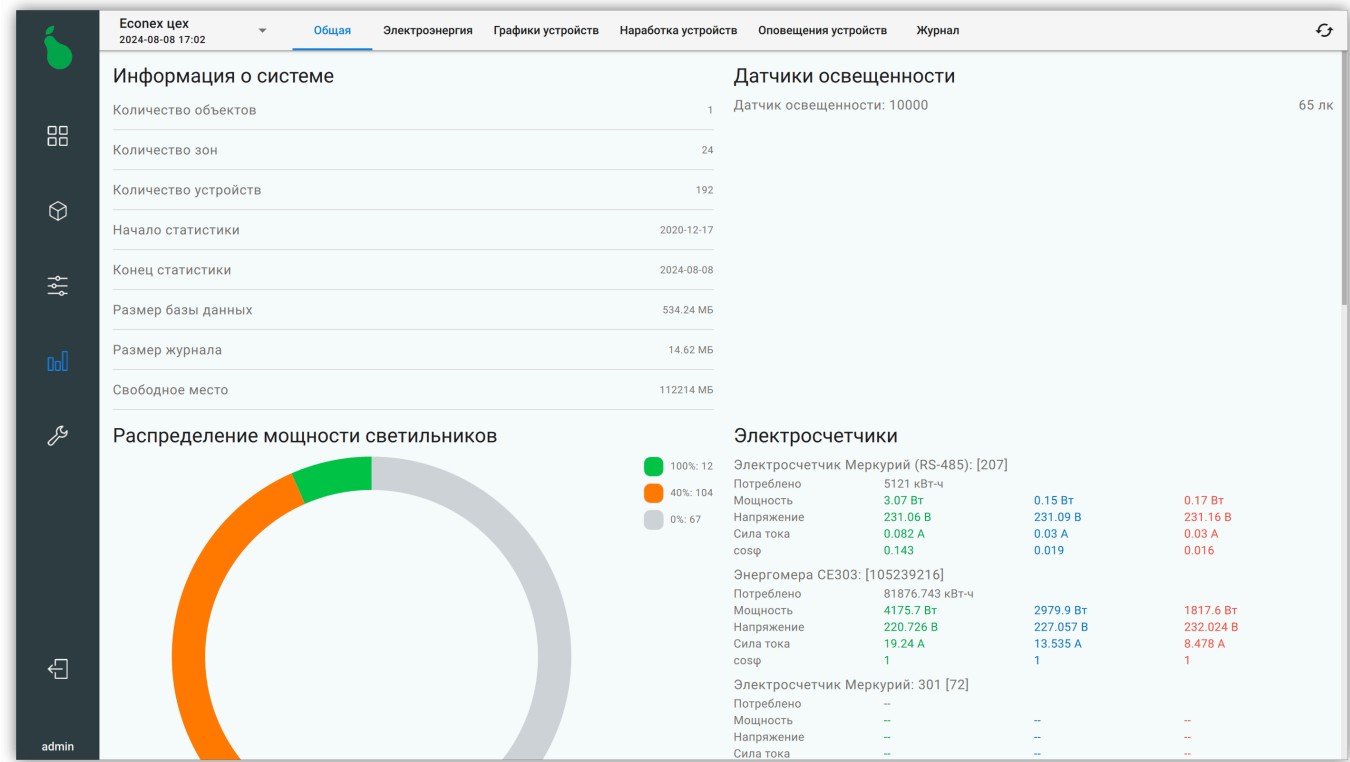 Econex цех
2024-08-08 17:02
Общая Электроэнергия Графики устройств Наработка устройств Оповещения устройств Журнал
Информация о системе
Количество объектов 1
Количество зон 24
Количество устройств 192
Начало статистики 2020-12-17
Конец статистики 2024-08-08
Размер базы данных 534.24 МБ
Размер журнала 14.62 МБ
Свободное место 112214 МБ
Датчики освещенности
Датчик освещенности: 10000 65 лк
Распределение мощности светильников
100%: 12
40%: 104
0%: 67
Электросчетчики
Электросчетчик Меркурий (RS-485): [207]
Потреблено 5121 кВт-ч
Мощность 3.07 Вт 0.15 Вт 0.17 Вт
Напряжение 231.06 В 231.09 В 231.16 В
Сила тока 0.082 А 0.03 А 0.03 А
cosφ 0.143 0.019 0.016
Энергомера CE303: [105239216]
Потреблено 81876.743 кВт-ч
Мощность 4175.7 Вт 2979.9 Вт 1817.6 Вт
Напряжение 220.726 В 227.057 В 232.024 В
Сила тока 19.24 А 13.535 А 8.478 А
cosφ 1 1 1
Электросчетчик Меркурий: 301 [72]
Потреблено --
Мощность -- -- --
Напряжение -- -- --
Сила тока -- -- --
admin